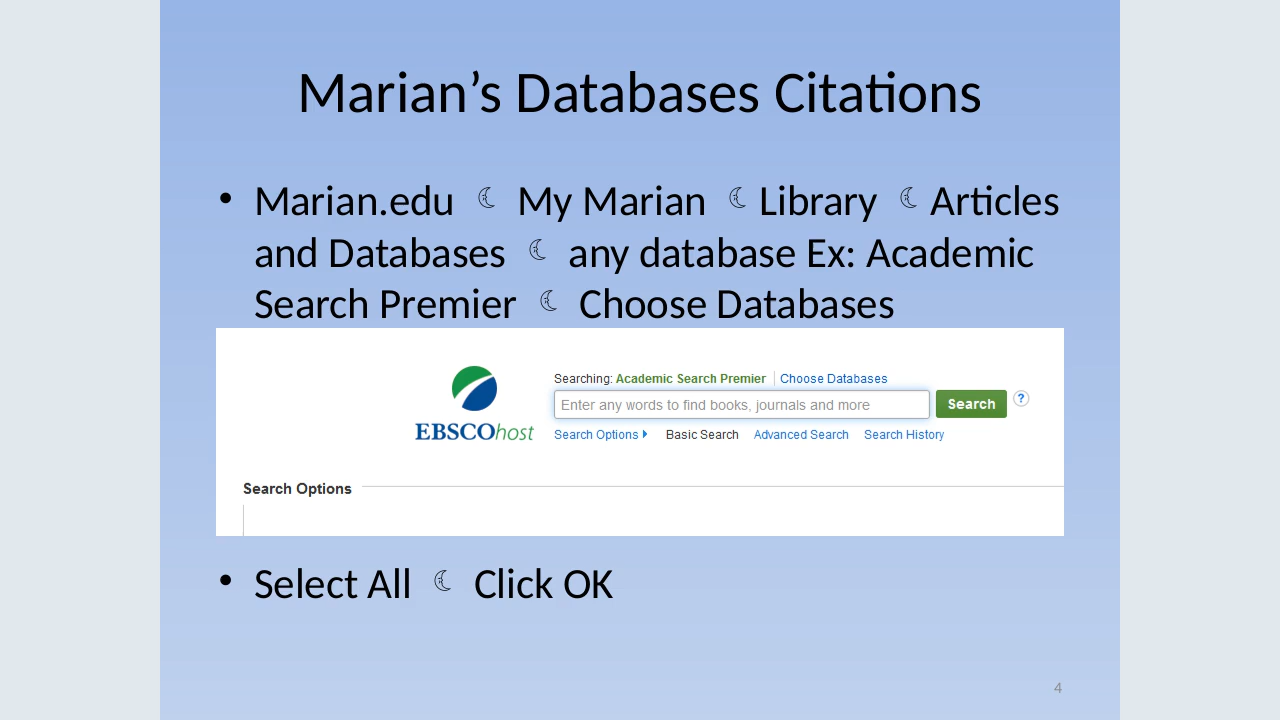 Marian’s Databases Citations
• Marian.edu ☾ My Marian ☾ Library ☾ Articles
and Databases ☾ any database Ex: Academic
Search Premier ☾ Choose Databases
Searching: Academic Search Premier | Choose Databases
Enter any words to find books, journals and more Search ?
EBSCOhost
Search Options Basic Search Advanced Search Search History
Search Options
• Select All ☾ Click OK
4